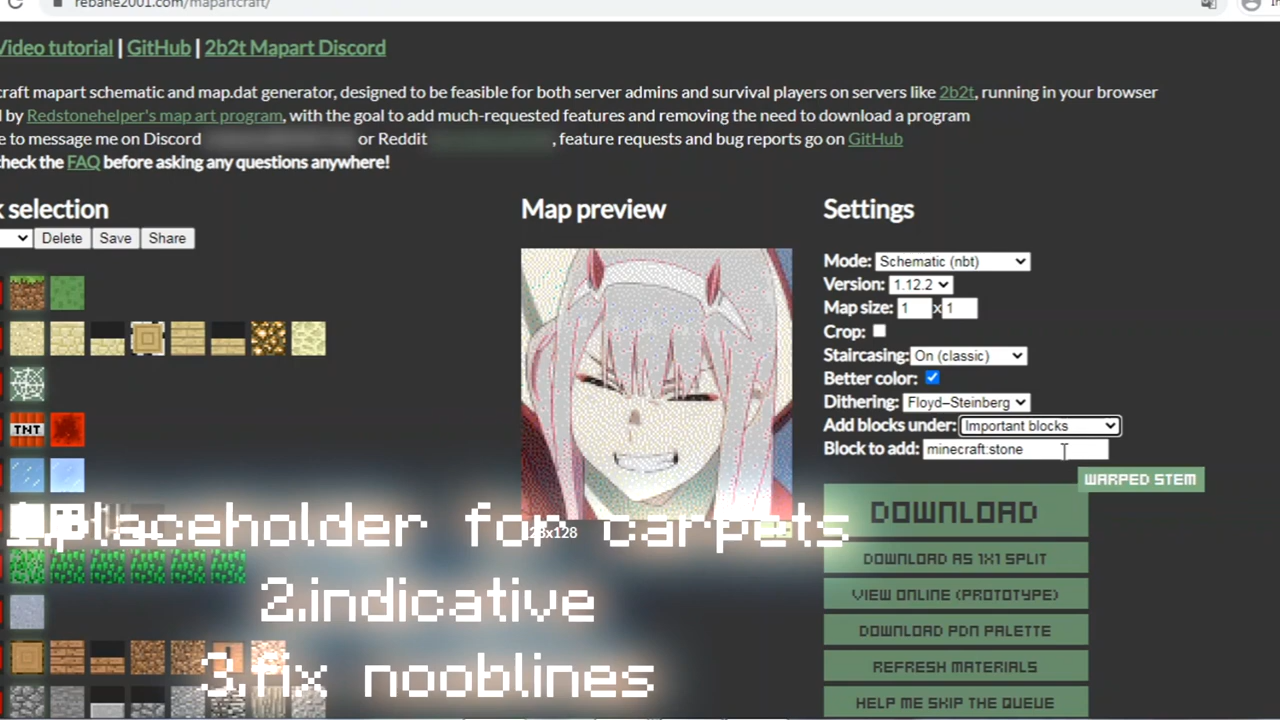 rebane2001.com/mapartcraft/
Video tutorial | GitHub | 2b2t Mapart Discord
craft mapart schematic and map.dat generator, designed to be feasible for both server admins and survival players on servers like 2b2t, running in your browser
d by Redstonehelper's map art program, with the goal to add much-requested features and removing the need to download a program
e to message me on Discord or Reddit , feature requests and bug reports go on GitHub
check the FAQ before asking any questions anywhere!
k selection
Delete Save Share
TNT
Map preview
128x128
Settings
Mode: Schematic (nbt)
Version: 1.12.2
Map size: 1 x 1
Crop:
Staircasing: On (classic)
Better color:
Dithering: Floyd–Steinberg
Add blocks under: Important blocks
Block to add: minecraft:stone
WARPED STEM
DOWNLOAD
DOWNLOAD AS 1X1 SPLIT
VIEW ONLINE (PROTOTYPE)
DOWNLOAD PDN PALETTE
REFRESH MATERIALS
HELP ME SKIP THE QUEUE
1.placeholder for carpets
2.indicative
3.fix nooblines